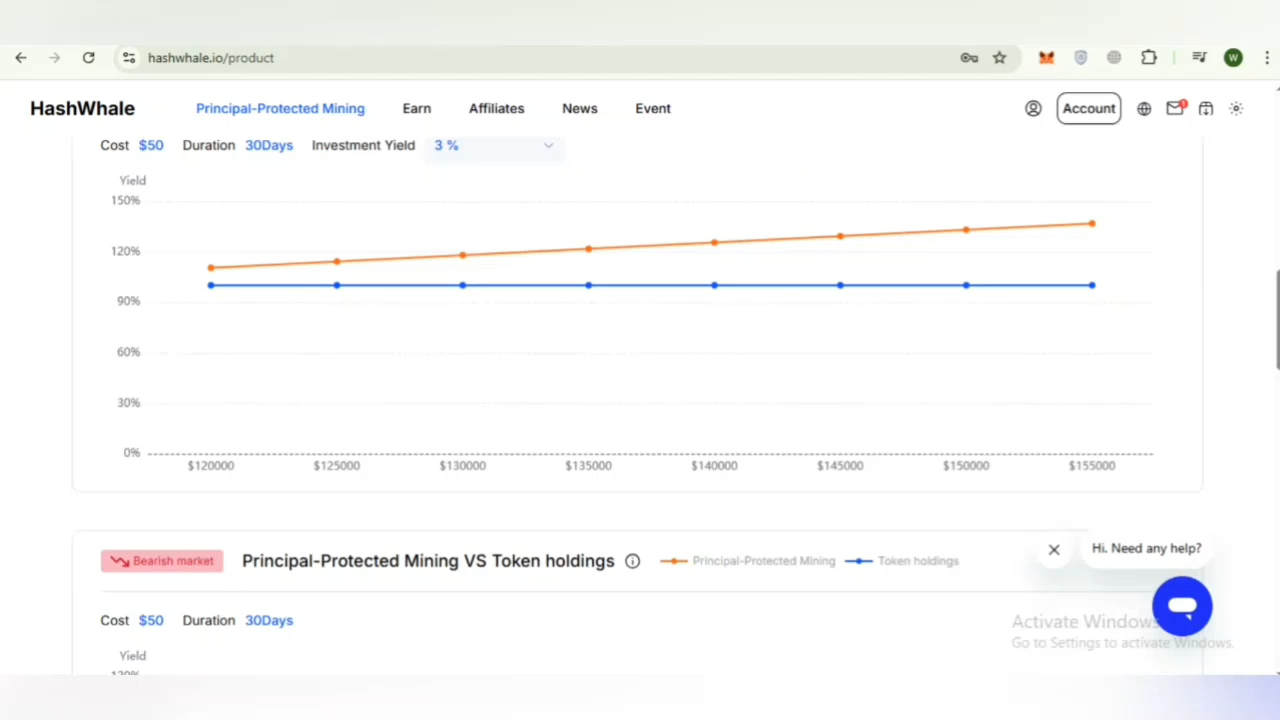 hashwhale.io/product
W
HashWhale
Principal-Protected Mining
Earn
Affiliates
News
Event
Account
1
Cost $50 Duration 30Days Investment Yield 3 %
Yield
150%
120%
90%
60%
30%
0%
$120000 $125000 $130000 $135000 $140000 $145000 $150000 $155000
Bearish market
Principal-Protected Mining VS Token holdings
Principal-Protected Mining
Token holdings
Hi. Need any help?
Cost $50 Duration 30Days
Activate Windows
Go to Settings to activate Windows.
Yield
120%